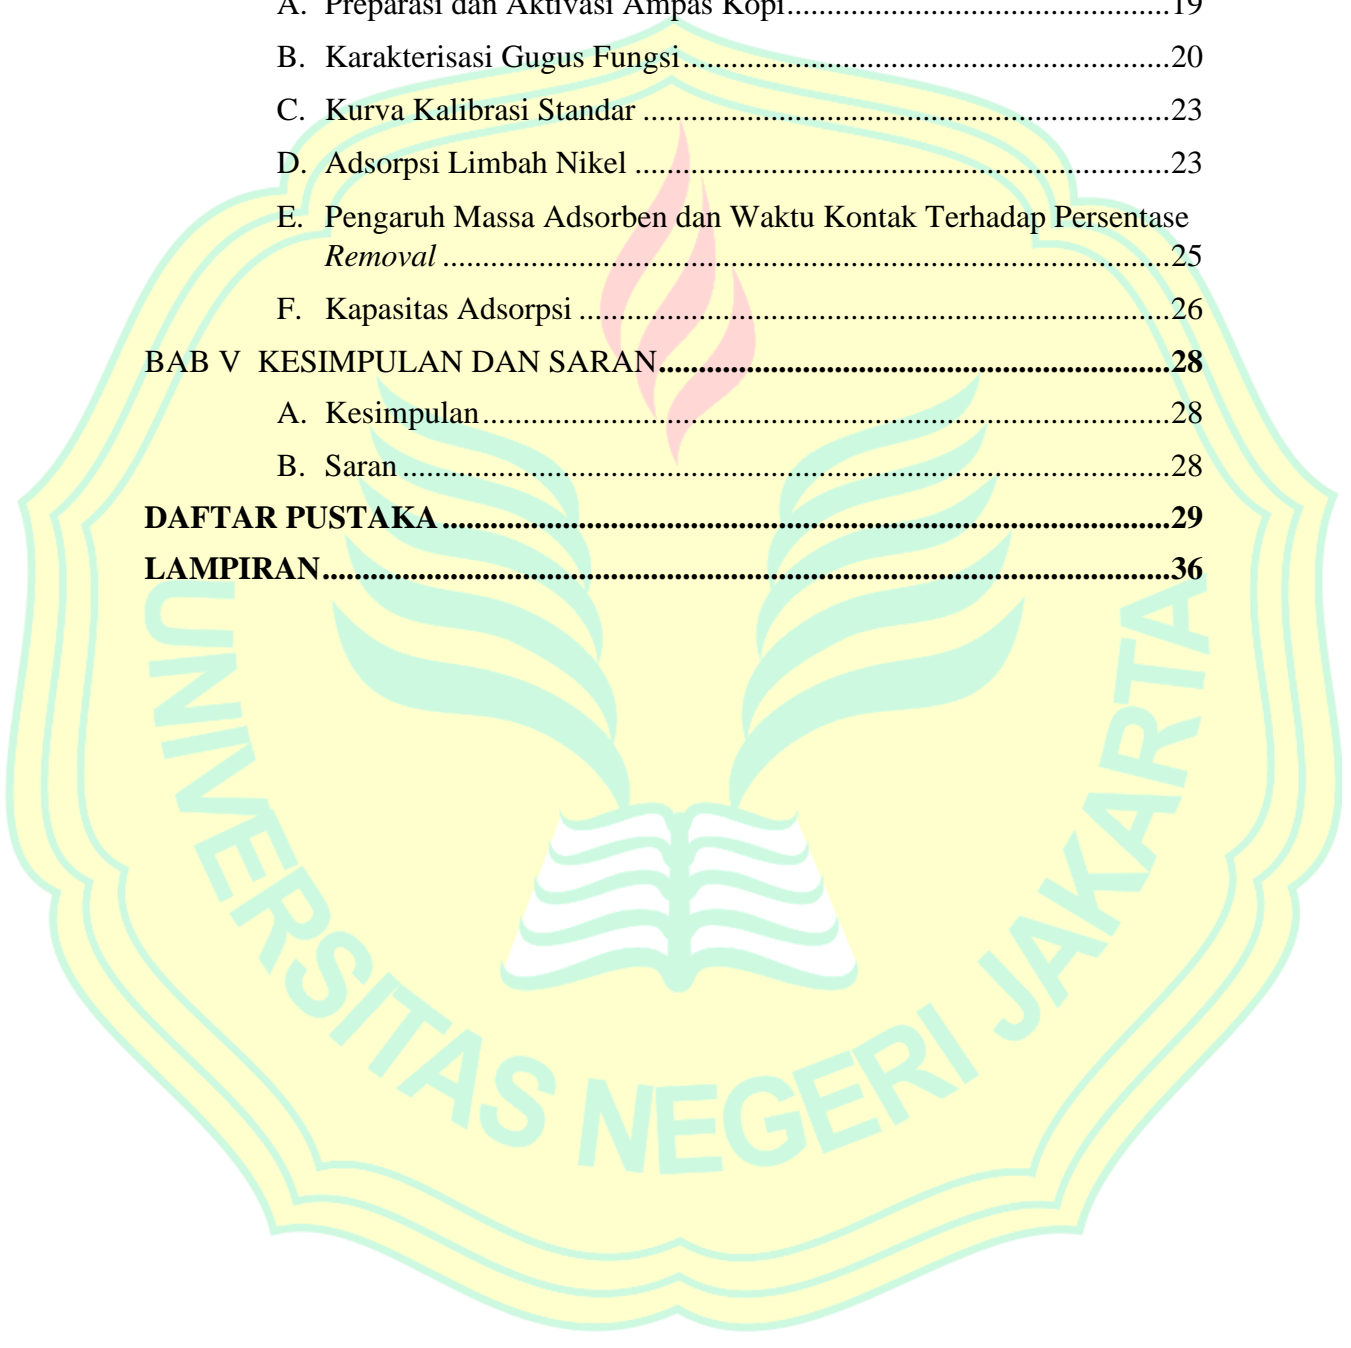 A. Preparasi dan Aktivasi Ampas Kopi..........................................19
B. Karakterisasi Gugus Fungsi..........................................20
C. Kurva Kalibrasi Standar..........................................23
D. Adsorpsi Limbah Nikel..........................................23
E. Pengaruh Massa Adsorben dan Waktu Kontak Terhadap Persentase
Removal..........................................25
F. Kapasitas Adsorpsi..........................................26
BAB V KESIMPULAN DAN SARAN..........................................28
A. Kesimpulan..........................................28
B. Saran..........................................28
DAFTAR PUSTAKA..........................................29
LAMPIRAN..........................................36
UNIVERSITAS NEGERI JAKARTA